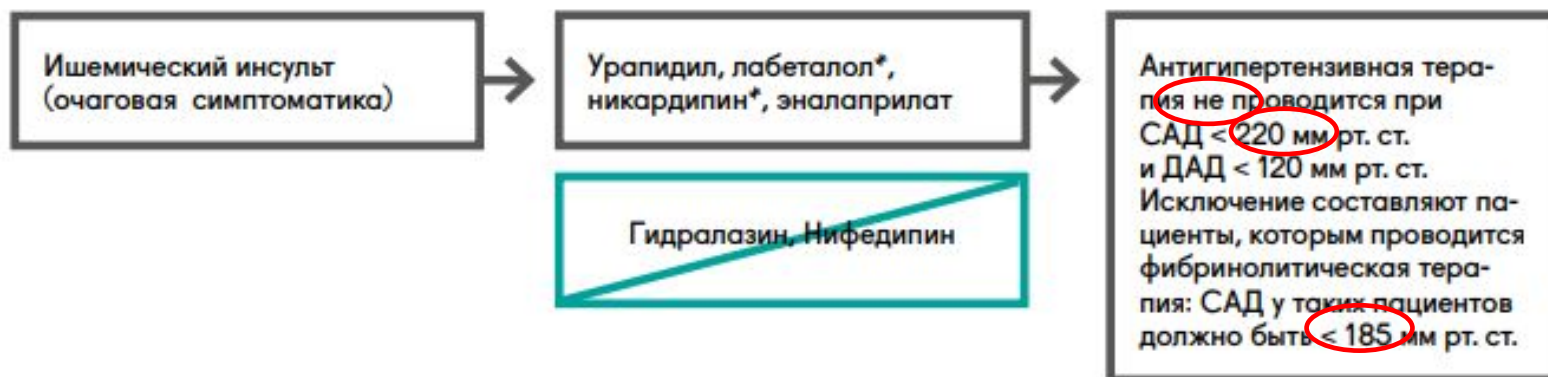 Ишемический инсульт
(очаговая симптоматика)
Урапидил, лабеталол*,
никардипин*, эналаприлат
Гидралазин, Нифедипин
Антигипертензивная тера-
пия не проводится при
САД < 220 мм рт. ст.
и ДАД < 120 мм рт. ст.
Исключение составляют па-
циенты, которым проводится
фибринолитическая тера-
пия: САД у таких пациентов
должно быть < 185 мм рт. ст.